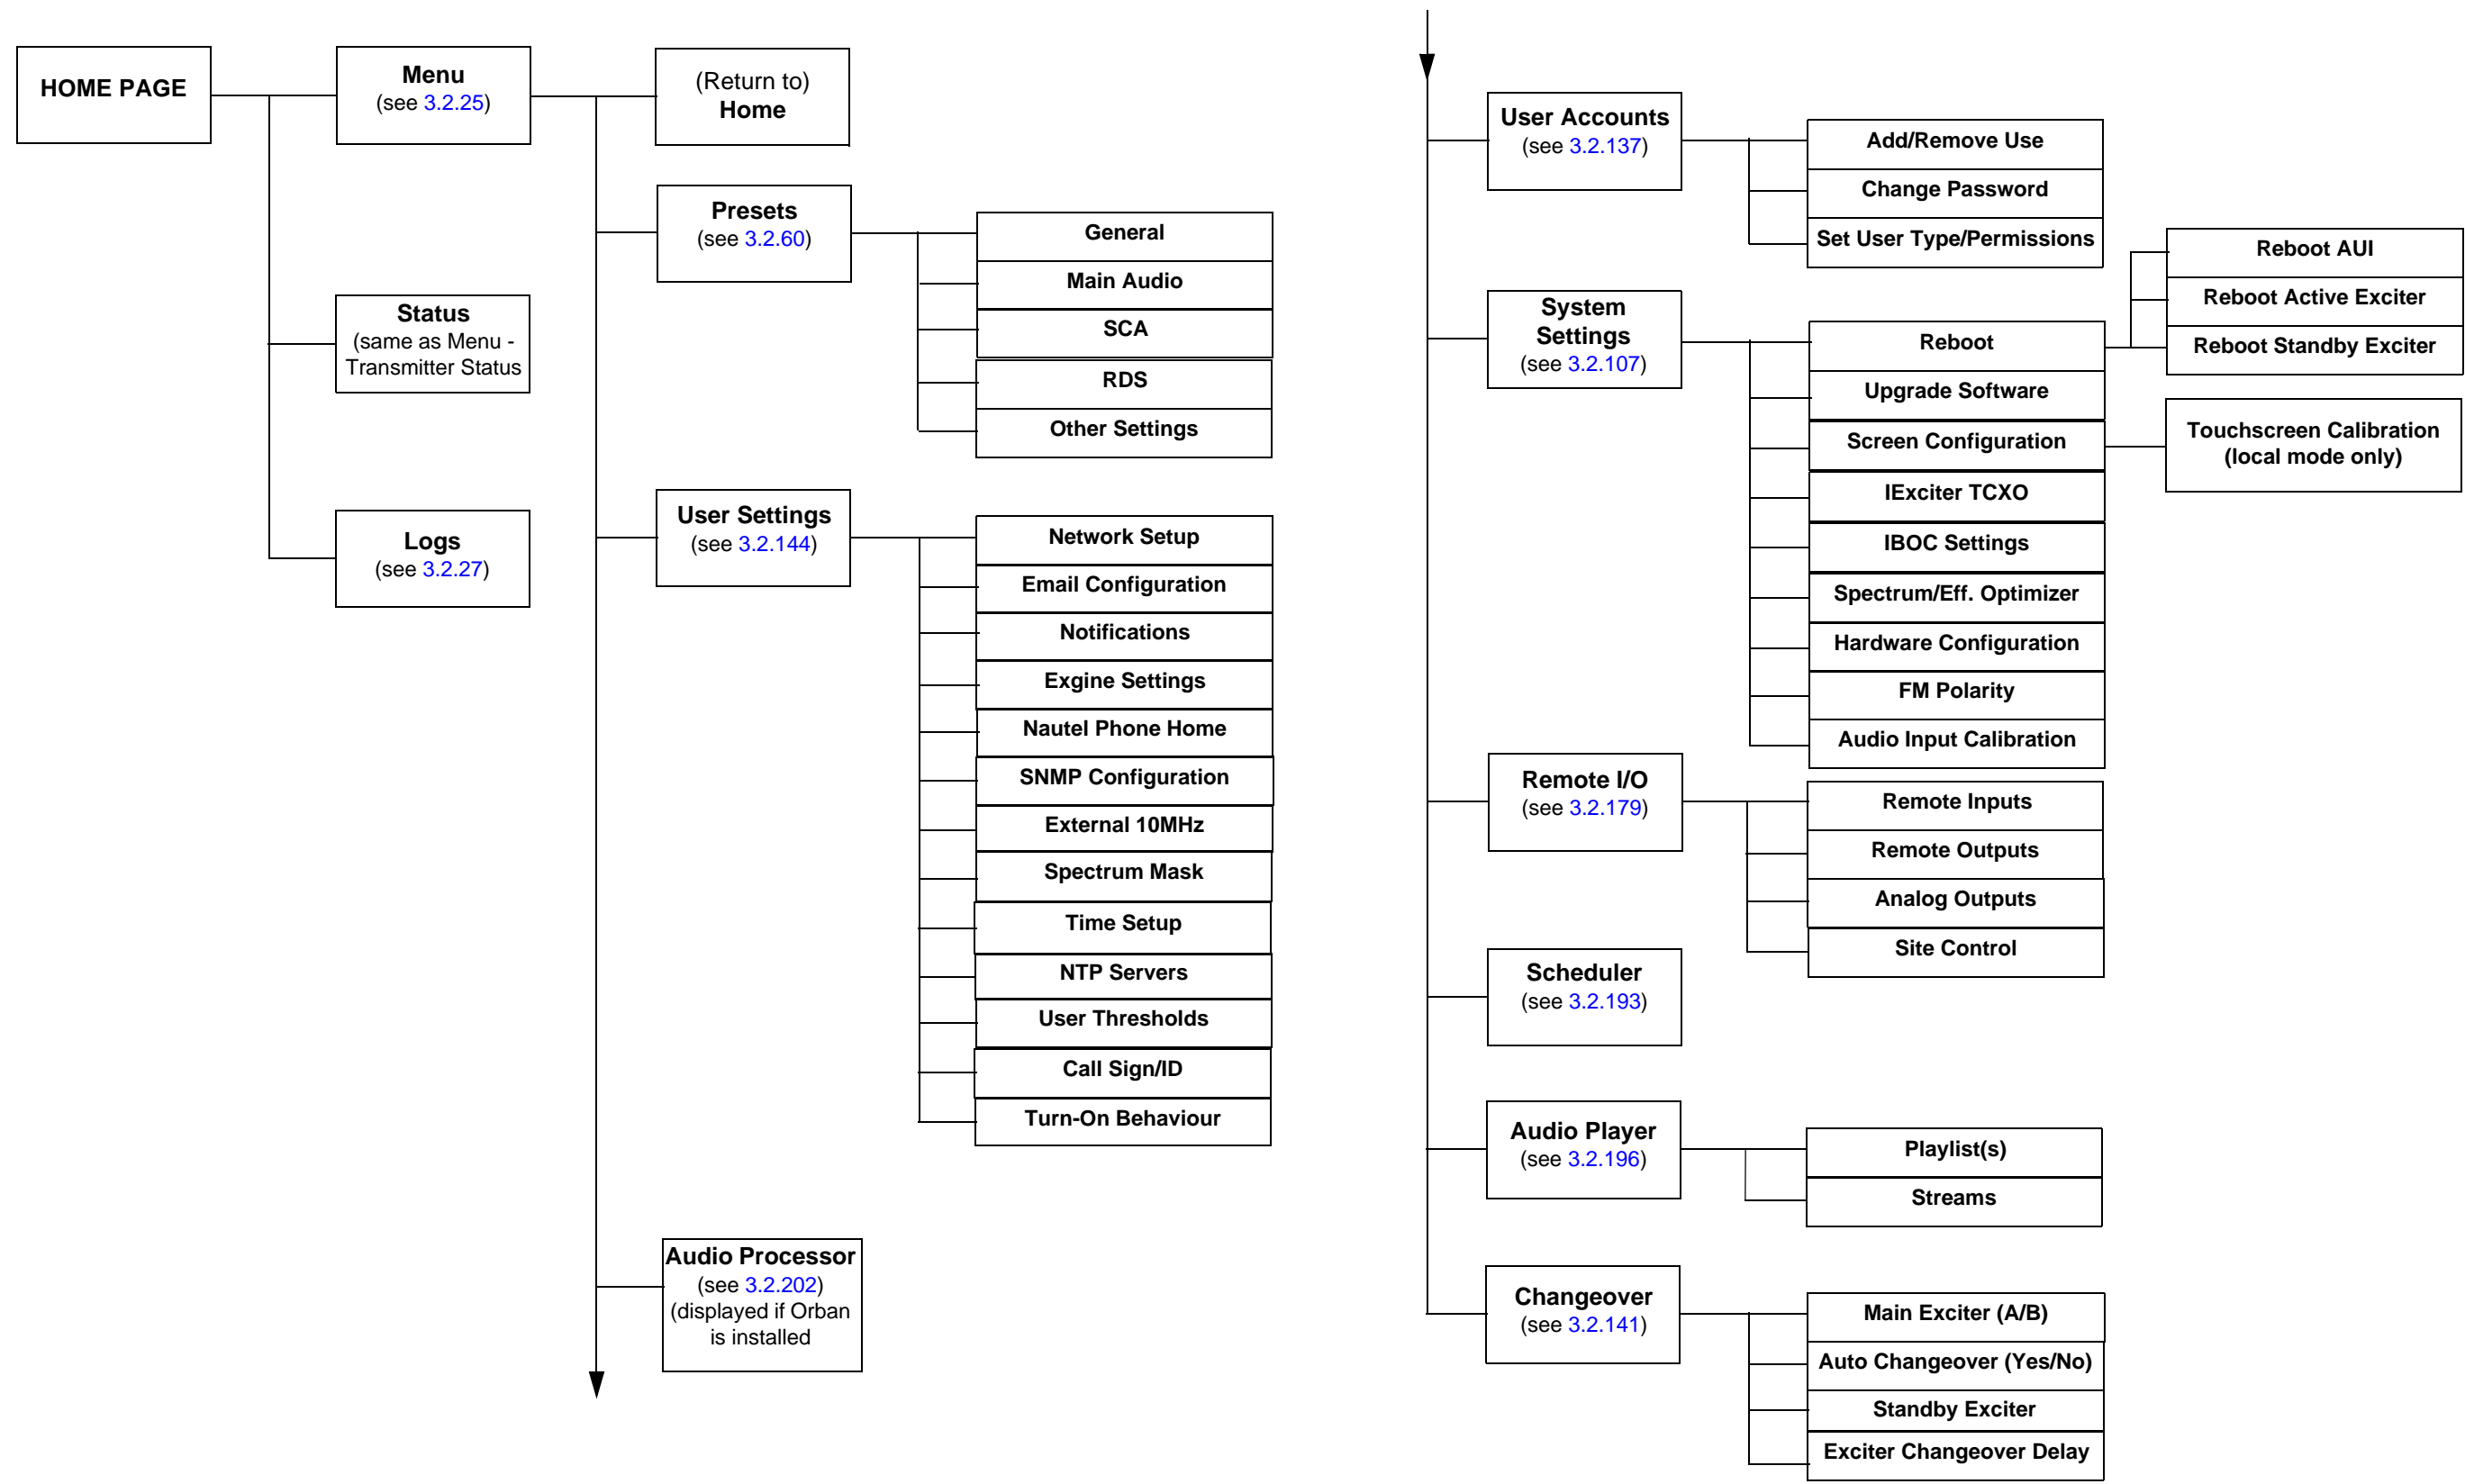 HOME PAGE
Menu
(see 3.2.25)
Status
(same as Menu -
Transmitter Status
Logs
(see 3.2.27)
(Return to)
Home
Presets
(see 3.2.60)
General
Main Audio
SCA
RDS
Other Settings
User Settings
(see 3.2.144)
Network Setup
Email Configuration
Notifications
Exgine Settings
Nautel Phone Home
SNMP Configuration
External 10MHz
Spectrum Mask
Time Setup
NTP Servers
User Thresholds
Call Sign/ID
Turn-On Behaviour
Audio Processor
(see 3.2.202)
(displayed if Orban
is installed
User Accounts
(see 3.2.137)
Add/Remove Use
Change Password
Set User Type/Permissions
System
Settings
(see 3.2.107)
Reboot
Upgrade Software
Screen Configuration
IExciter TCXO
IBOC Settings
Spectrum/Eff. Optimizer
Hardware Configuration
FM Polarity
Audio Input Calibration
Reboot AUI
Reboot Active Exciter
Reboot Standby Exciter
Touchscreen Calibration
(local mode only)
Remote I/O
(see 3.2.179)
Remote Inputs
Remote Outputs
Analog Outputs
Site Control
Scheduler
(see 3.2.193)
Audio Player
(see 3.2.196)
Playlist(s)
Streams
Changeover
(see 3.2.141)
Main Exciter (A/B)
Auto Changeover (Yes/No)
Standby Exciter
Exciter Changeover Delay